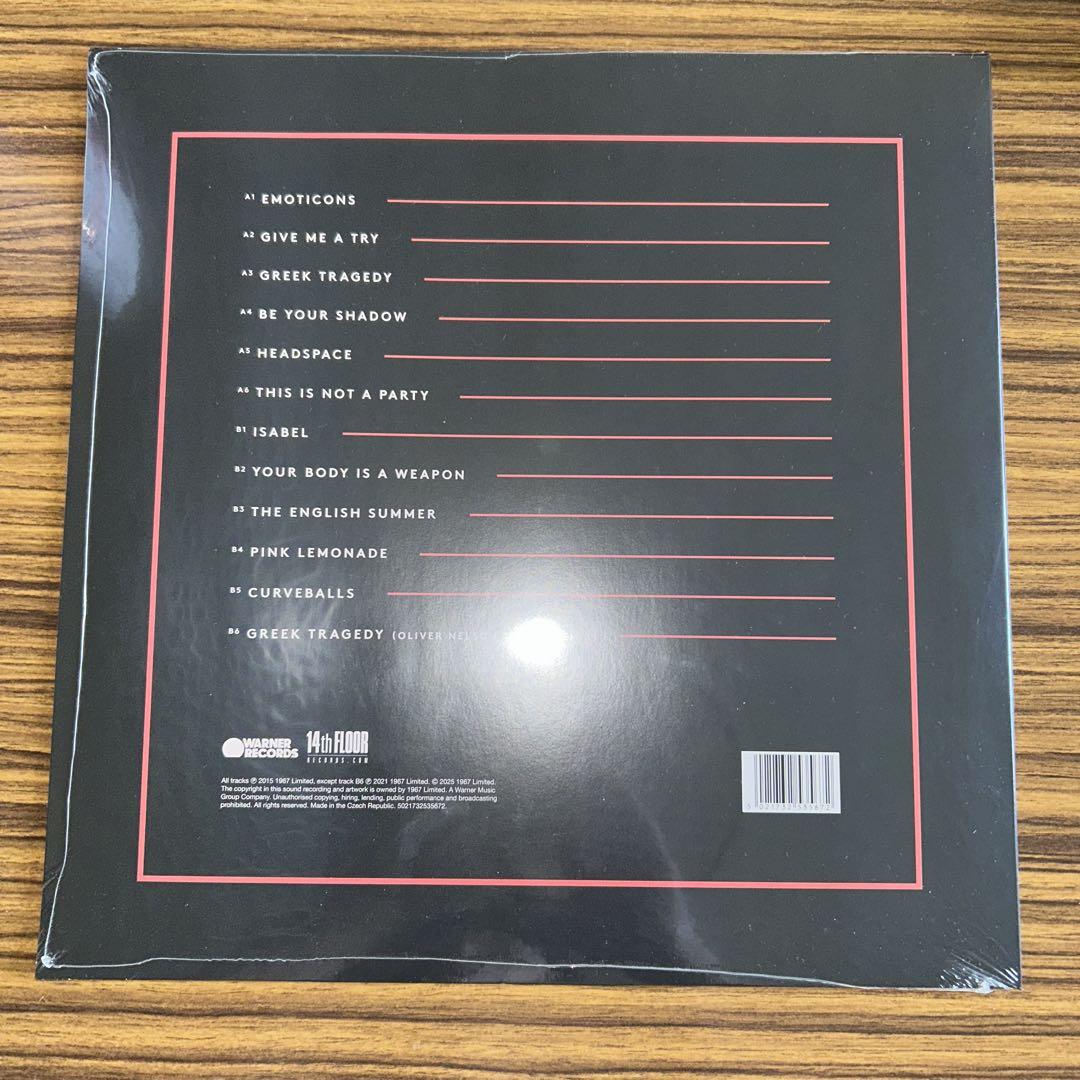 A1 EMOTICONS
A2 GIVE ME A TRY
A3 GREEK TRAGEDY
A4 BE YOUR SHADOW
A5 HEADSPACE
A6 THIS IS NOT A PARTY
B1 ISABEL
B2 YOUR BODY IS A WEAPON
B3 THE ENGLISH SUMMER
B4 PINK LEMONADE
B5 CURVEBALLS
B6 GREEK TRAGEDY (OLIVER
WARNER RECORDS
14th FLOOR
RECORDS.COM
All tracks ℗ 2015 1967 Limited, except track B6 ℗ 2021 1967 Limited. © 2025 1967 Limited.
The copyright in this sound recording and artwork is owned by 1967 Limited. A Warner Music
Group Company. Unauthorised copying, hiring, lending, public performance and broadcasting
prohibited. All rights reserved. Made in the Czech Republic. 5021732535672.
5 021732 535672